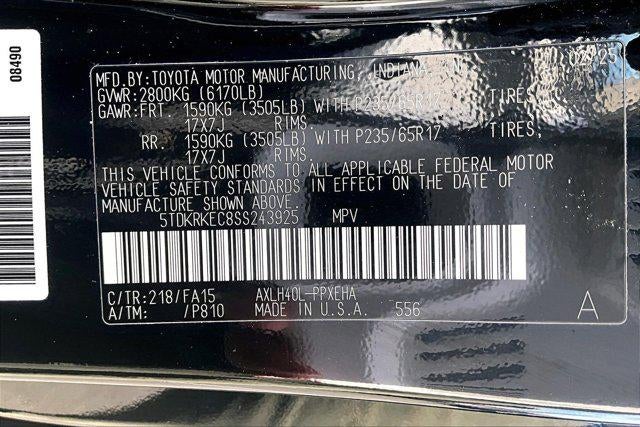 08490
MFD. BY: TOYOTA MOTOR MANUFACTURING, INDIANA, 02/25
GVWR: 2800KG (6170LB)
GAWR: FRT. 1590KG (3505LB) WITH P235/65R17 TIRES,
17X7J RIMS.
RR. 1590KG (3505LB) WITH P235/65R17 TIRES,
17X7J RIMS.
THIS VEHICLE CONFORMS TO ALL APPLICABLE FEDERAL MOTOR
VEHICLE SAFETY STANDARDS IN EFFECT ON THE DATE OF
MANUFACTURE SHOWN ABOVE.
5TDKRKEC8SS243925 MPV
C/TR: 218/FA15 AXLH40L-PPXEHA
A/TM: /P810 MADE IN U.S.A. 556 A